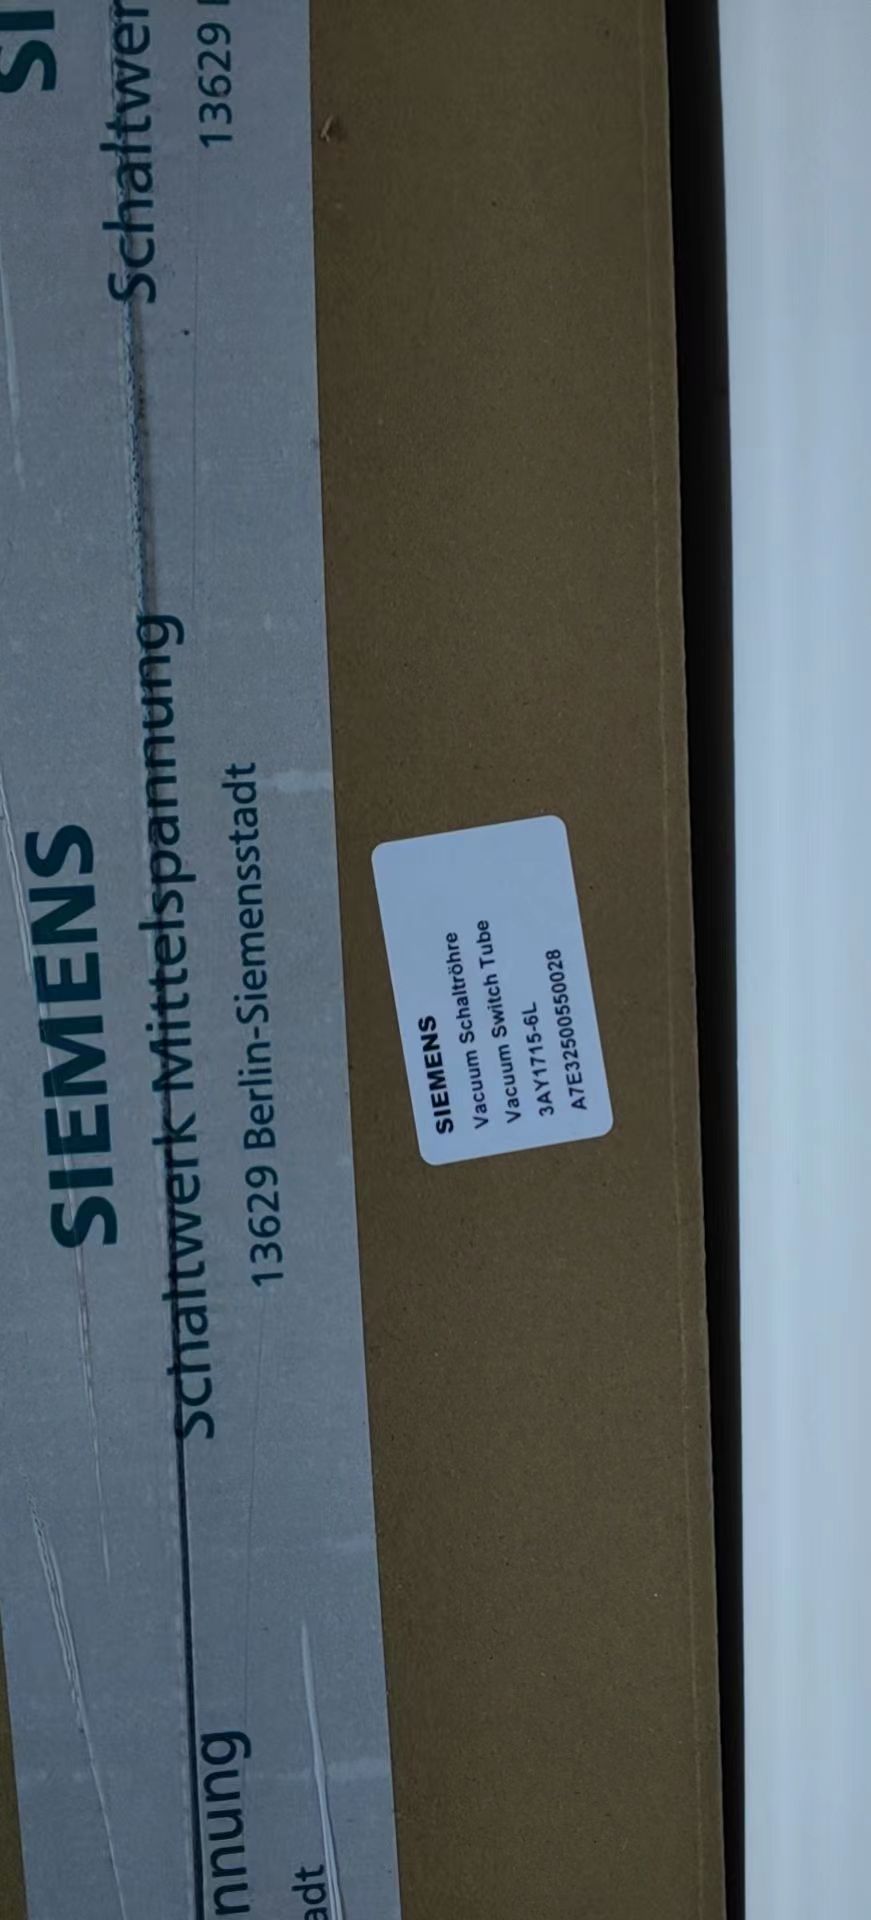 SI
Schaltwer
13629
SIEMENS
Schaltwerk Mittelspannung
13629 Berlin-Siemensstadt
nnung
adt
SIEMENS
Vacuum Schaltröhre
Vacuum Switch Tube
3AY1715-6L
A7E32500550028